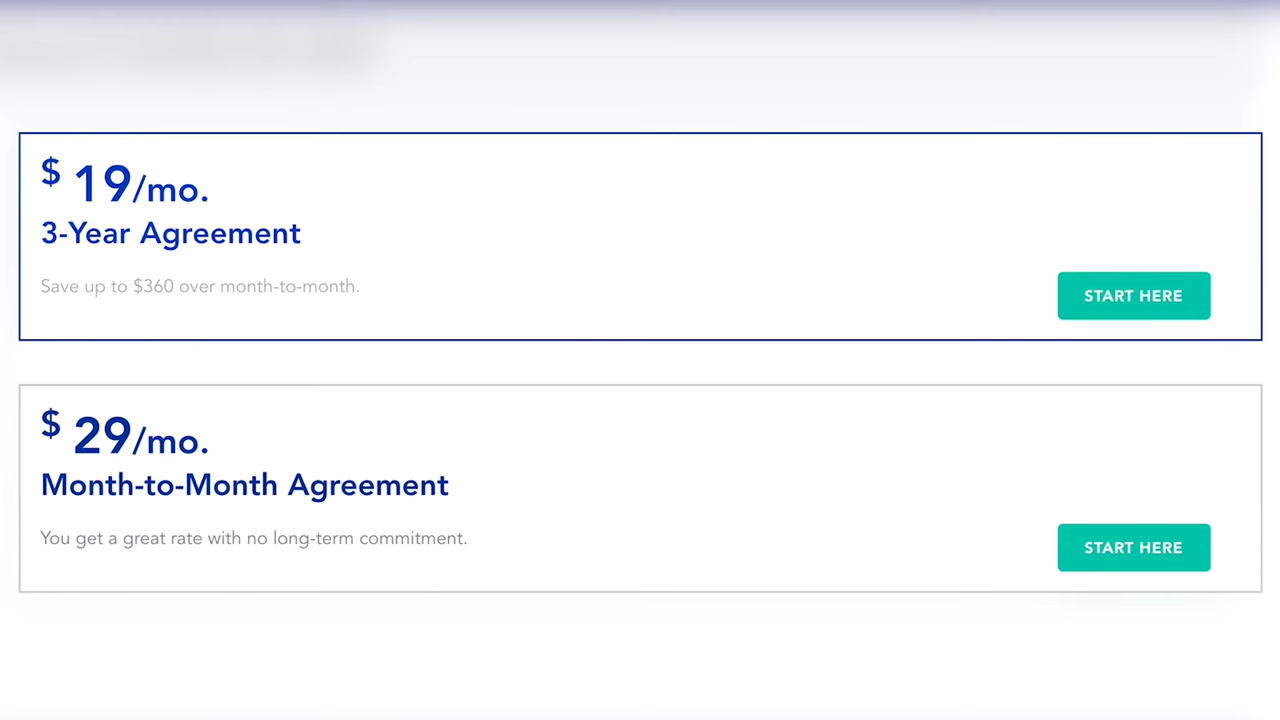 $ 19/mo.
3-Year Agreement
Save up to $360 over month-to-month.
START HERE
$ 29/mo.
Month-to-Month Agreement
You get a great rate with no long-term commitment.
START HERE